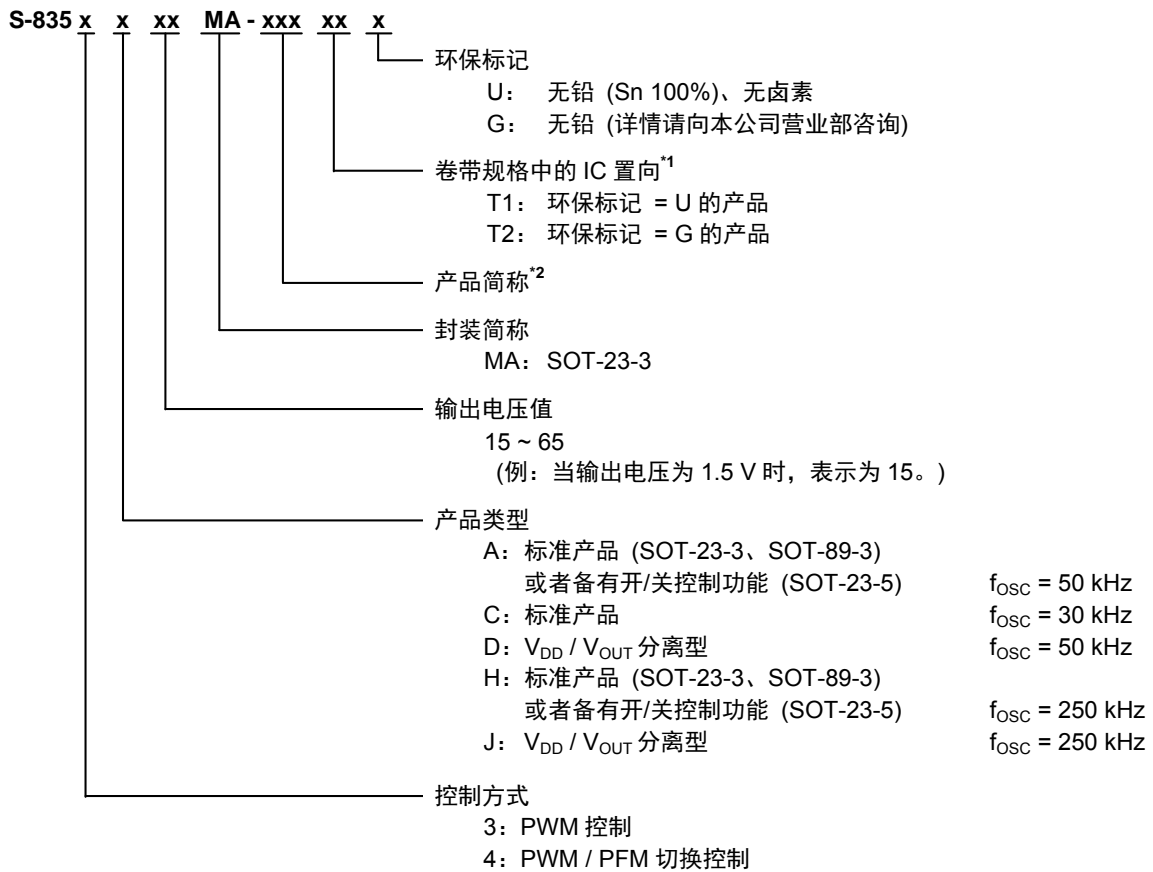 S-835 x x xx MA - xxx xx x
环保标记
U： 无铅 (Sn 100%)、无卤素
G： 无铅 (详情请向本公司营业部咨询)
卷带规格中的 IC 置向*1
T1： 环保标记 = U 的产品
T2： 环保标记 = G 的产品
产品简称*2
封装简称
MA：SOT-23-3
输出电压值
15 ~ 65
(例：当输出电压为 1.5 V 时，表示为 15。)
产品类型
A：标准产品 (SOT-23-3、SOT-89-3)
或者备有开/关控制功能 (SOT-23-5) fOSC = 50 kHz
C：标准产品 fOSC = 30 kHz
D：VDD / VOUT 分离型 fOSC = 50 kHz
H：标准产品 (SOT-23-3、SOT-89-3)
或者备有开/关控制功能 (SOT-23-5) fOSC = 250 kHz
J：VDD / VOUT 分离型 fOSC = 250 kHz
控制方式
3：PWM 控制
4：PWM / PFM 切换控制